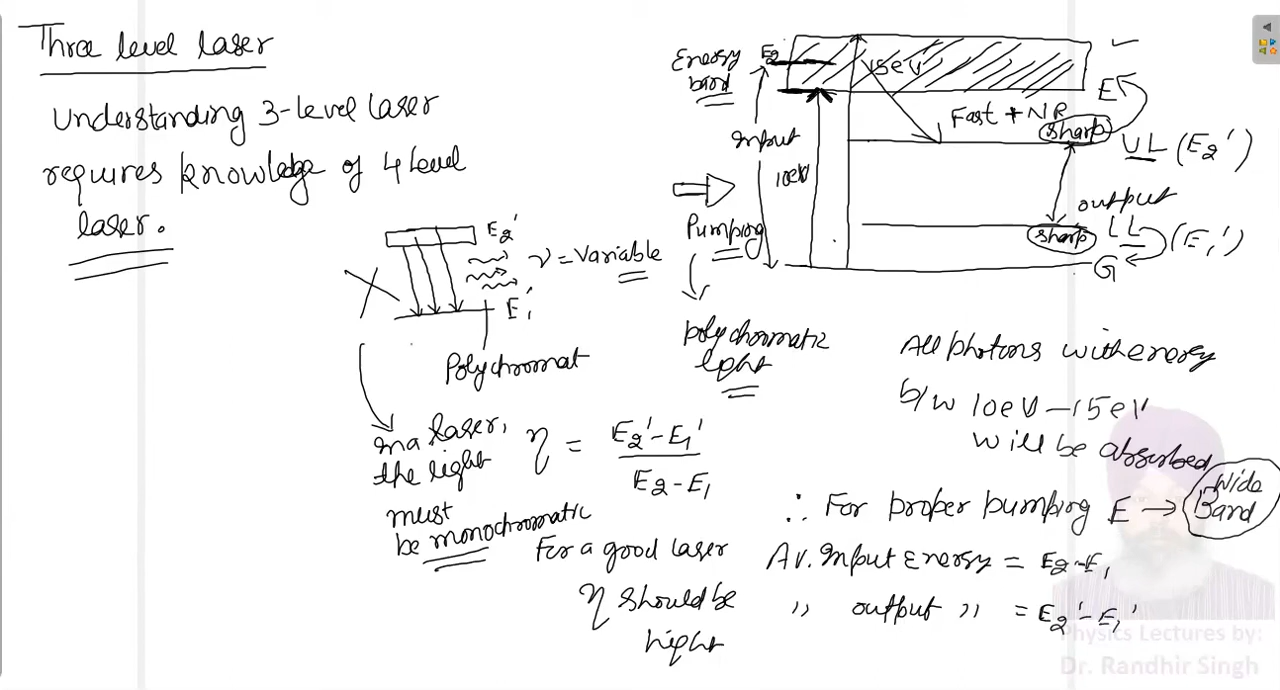 Three level laser
Understanding 3-level laser
requires knowledge of 4 level
laser.
E2'
ν = variable
E1'
Polychromat
In a laser,
the light
must
be monochromatic
η = E2'-E1' / E2-E1
For a good laser
η should be
hight
Energy
band
E2
15eV
E
Fast + NR
sharp
UL (E2')
Input
10eV
output
Pumping
sharp
LL (E1')
G
polychromatic
light
All photons with energy
b/w 10eV-15eV
will be absorbed
∴ For proper pumping E → Wide
Band
Av. Input Energy = E2-E1
,, output ,, = E2'-E1'
Physics Lectures by:
Dr. Randhir Singh